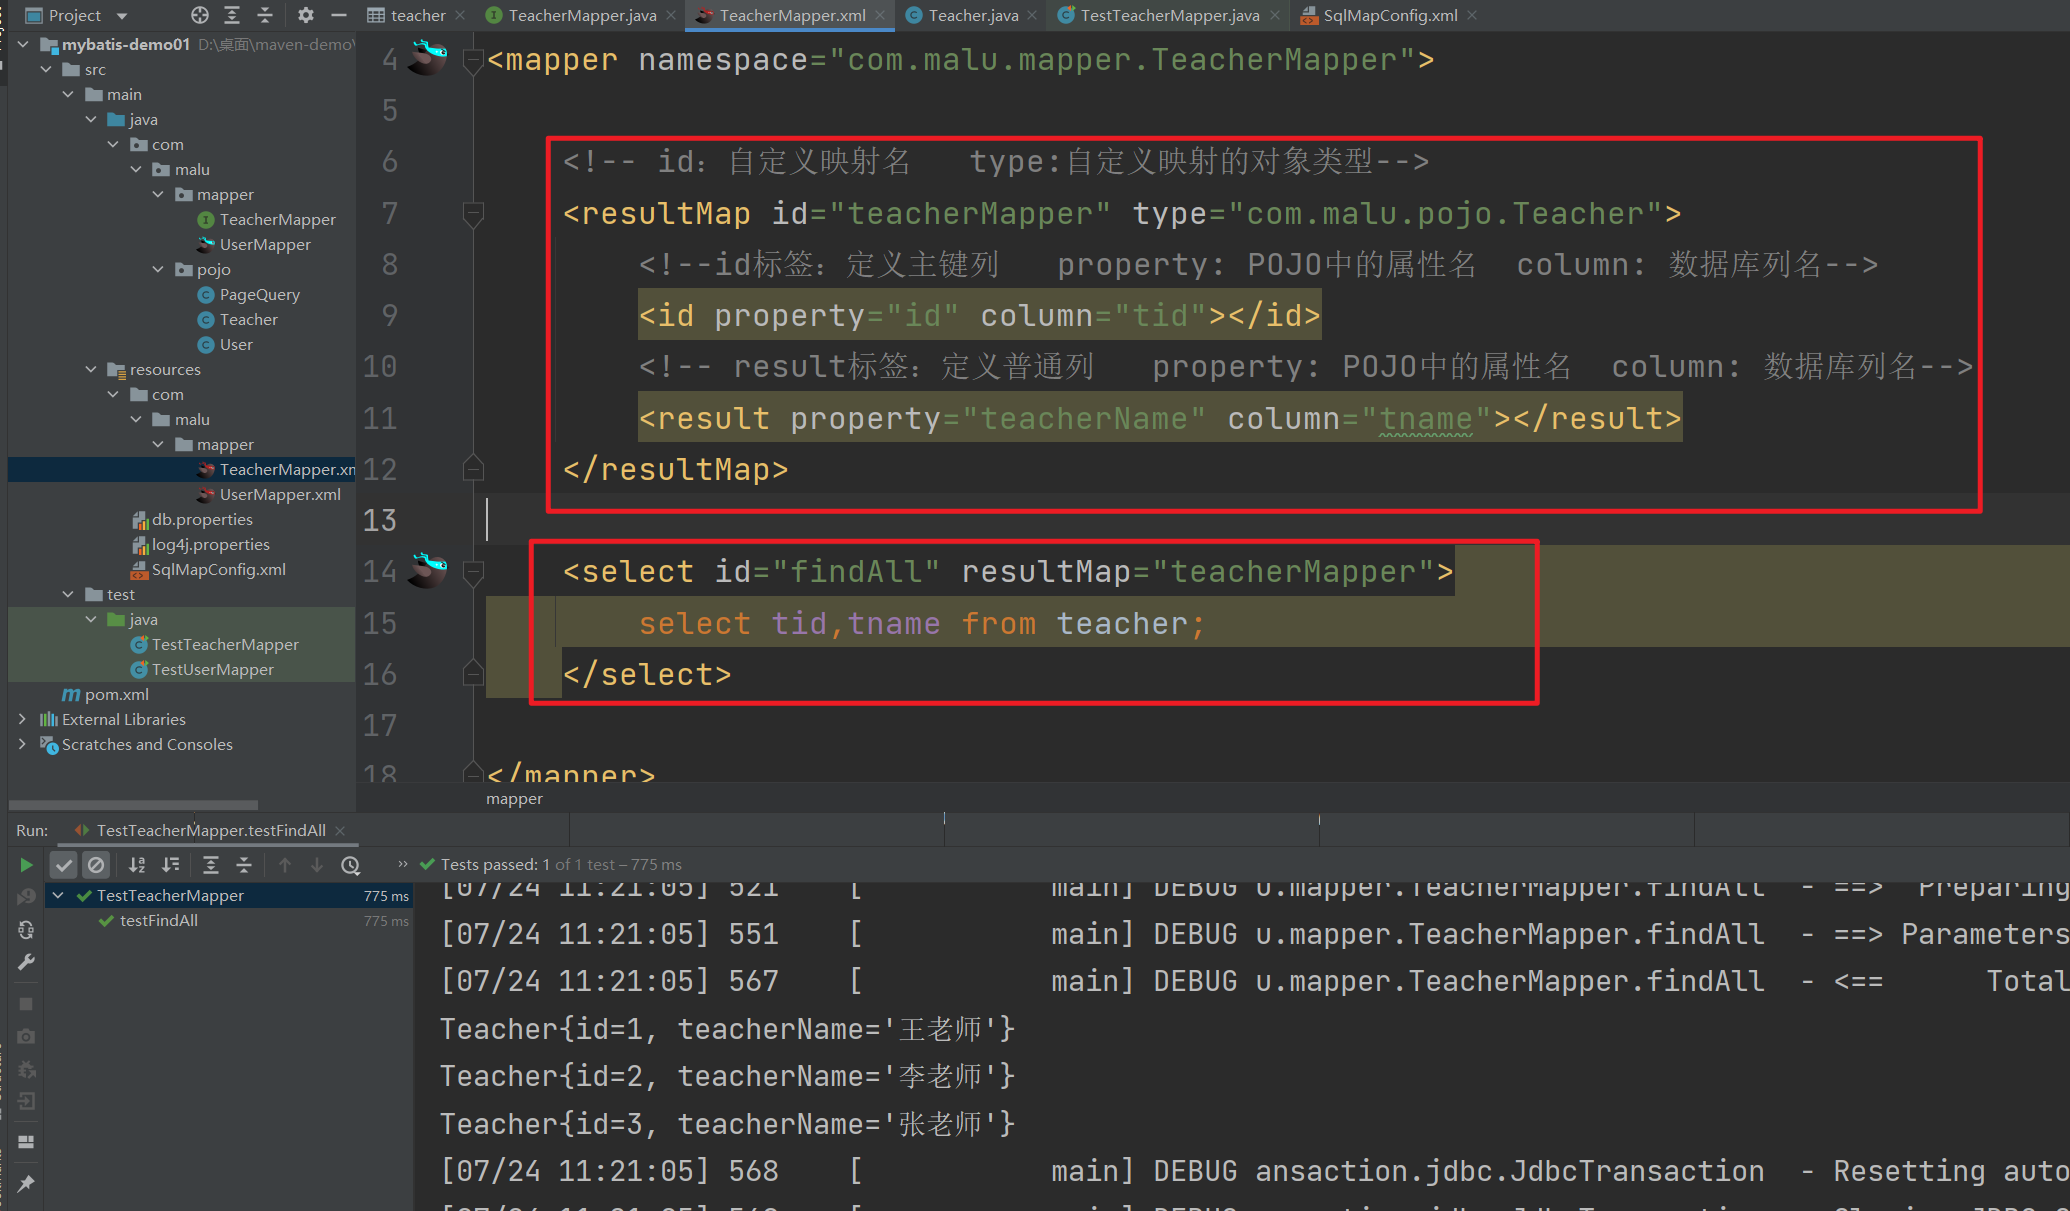 Project
teacher
TeacherMapper.java
TeacherMapper.xml
Teacher.java
TestTeacherMapper.java
SqlMapConfig.xml
mybatis-demo01 D:\桌面\maven-demo\
src
main
java
com
malu
mapper
TeacherMapper
UserMapper
pojo
PageQuery
Teacher
User
resources
com
malu
mapper
TeacherMapper.xm
UserMapper.xml
db.properties
log4j.properties
SqlMapConfig.xml
test
java
TestTeacherMapper
TestUserMapper
pom.xml
External Libraries
Scratches and Consoles
4 <mapper namespace="com.malu.mapper.TeacherMapper">
5
6 <!-- id：自定义映射名 type:自定义映射的对象类型-->
7 <resultMap id="teacherMapper" type="com.malu.pojo.Teacher">
8 <!--id标签：定义主键列 property: POJO中的属性名 column: 数据库列名-->
9 <id property="id" column="tid"></id>
10 <!-- result标签：定义普通列 property: POJO中的属性名 column: 数据库列名-->
11 <result property="teacherName" column="tname"></result>
12 </resultMap>
13
14 <select id="findAll" resultMap="teacherMapper">
15 select tid,tname from teacher;
16 </select>
17
18 </mapper>
mapper
Run: TestTeacherMapper.testFindAll
Tests passed: 1 of 1 test – 775 ms
TestTeacherMapper 775 ms
testFindAll 775 ms
[07/24 11:21:05] 521 [ main] DEBUG u.mapper.TeacherMapper.findAll - ==> Preparing
[07/24 11:21:05] 551 [ main] DEBUG u.mapper.TeacherMapper.findAll - ==> Parameters
[07/24 11:21:05] 567 [ main] DEBUG u.mapper.TeacherMapper.findAll - <== Total
Teacher{id=1, teacherName='王老师'}
Teacher{id=2, teacherName='李老师'}
Teacher{id=3, teacherName='张老师'}
[07/24 11:21:05] 568 [ main] DEBUG ansaction.jdbc.JdbcTransaction - Resetting auto